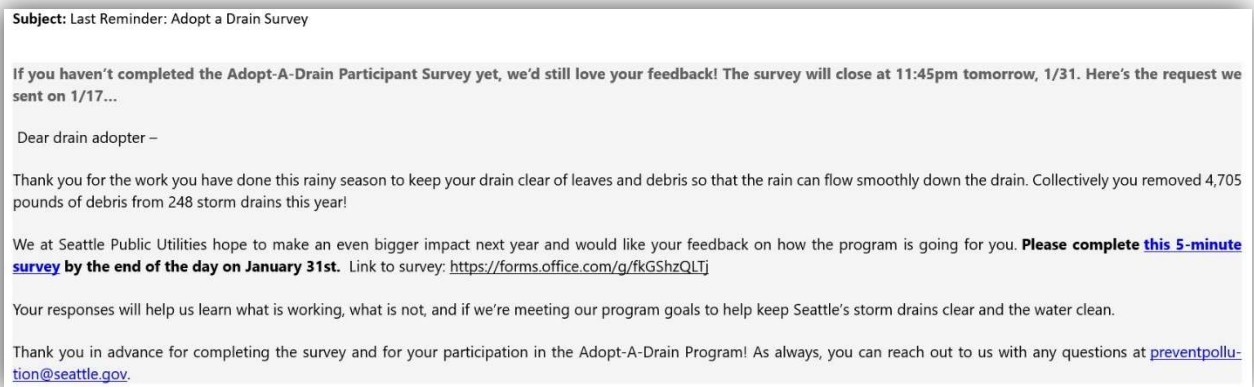 Subject: Last Reminder: Adopt a Drain Survey
If you haven't completed the Adopt-A-Drain Participant Survey yet, we'd still love your feedback! The survey will close at 11:45pm tomorrow, 1/31. Here's the request we
sent on 1/17...
Dear drain adopter –
Thank you for the work you have done this rainy season to keep your drain clear of leaves and debris so that the rain can flow smoothly down the drain. Collectively you removed 4,705
pounds of debris from 248 storm drains this year!
We at Seattle Public Utilities hope to make an even bigger impact next year and would like your feedback on how the program is going for you. Please complete this 5-minute
survey by the end of the day on January 31st. Link to survey: https://forms.office.com/g/fkGShzQLTj
Your responses will help us learn what is working, what is not, and if we're meeting our program goals to help keep Seattle's storm drains clear and the water clean.
Thank you in advance for completing the survey and for your participation in the Adopt-A-Drain Program! As always, you can reach out to us with any questions at preventpollu-
tion@seattle.gov.